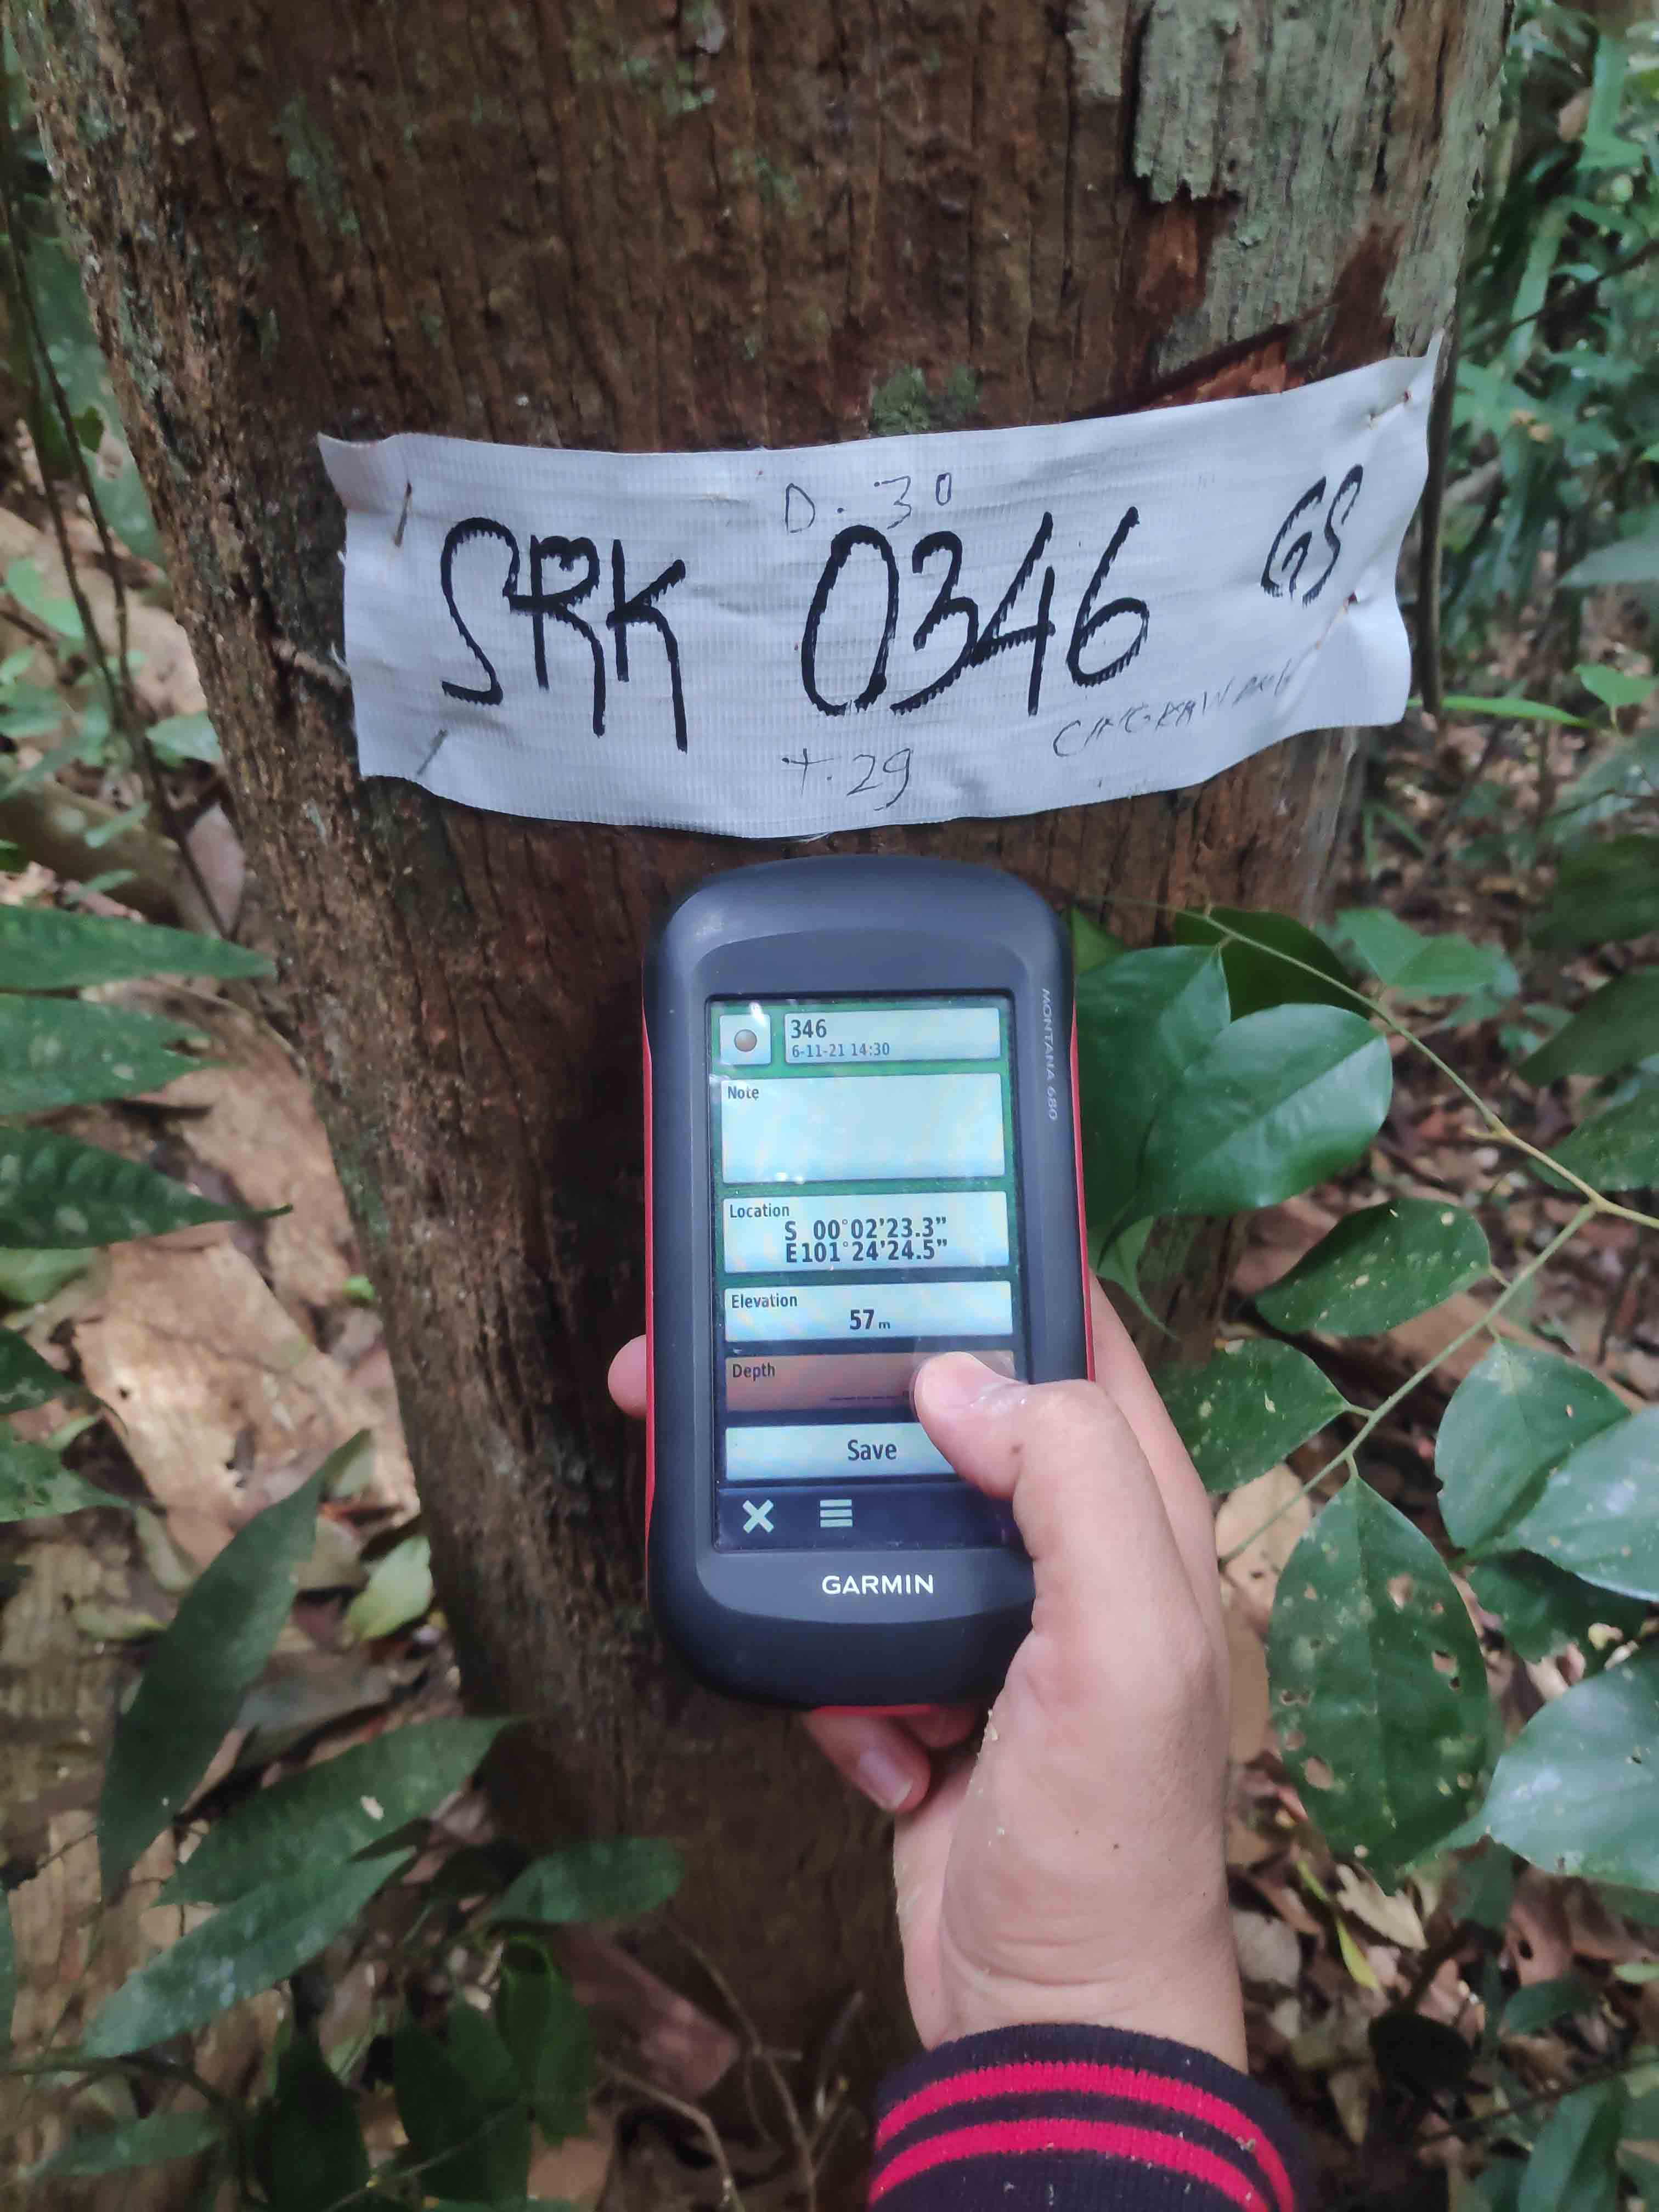 D. 30
SRK 0346 GS
T. 29
MONTANA 680
346
6-11-21 14:30
Note
Location
S 00°02'23.3"
E101°24'24.5"
Elevation
57 m
Depth
Save
GARMIN